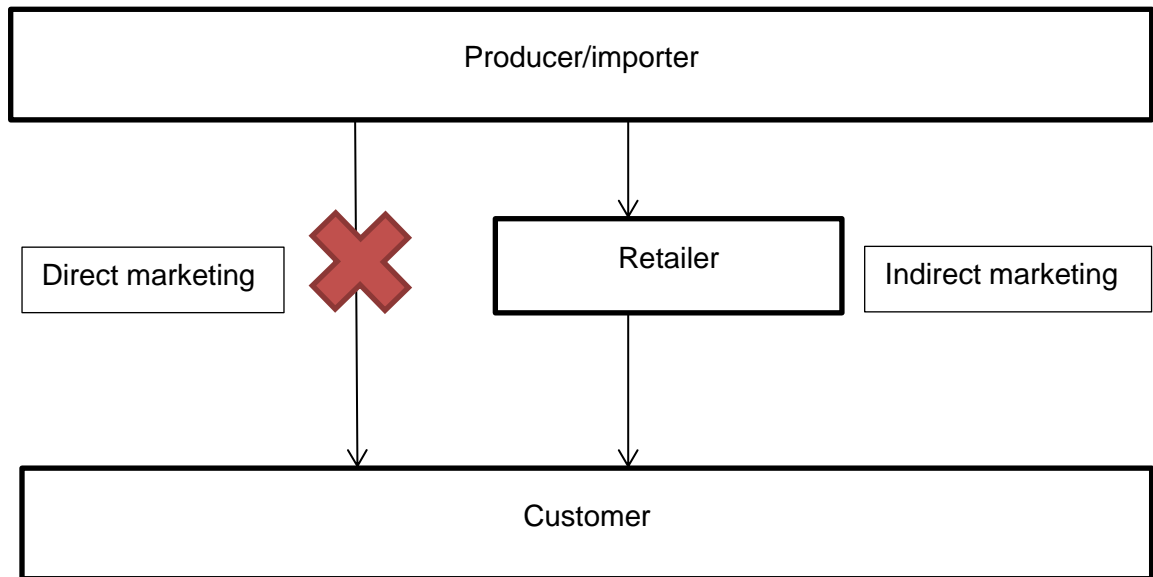 Producer/importer
Direct marketing
Retailer
Indirect marketing
Customer